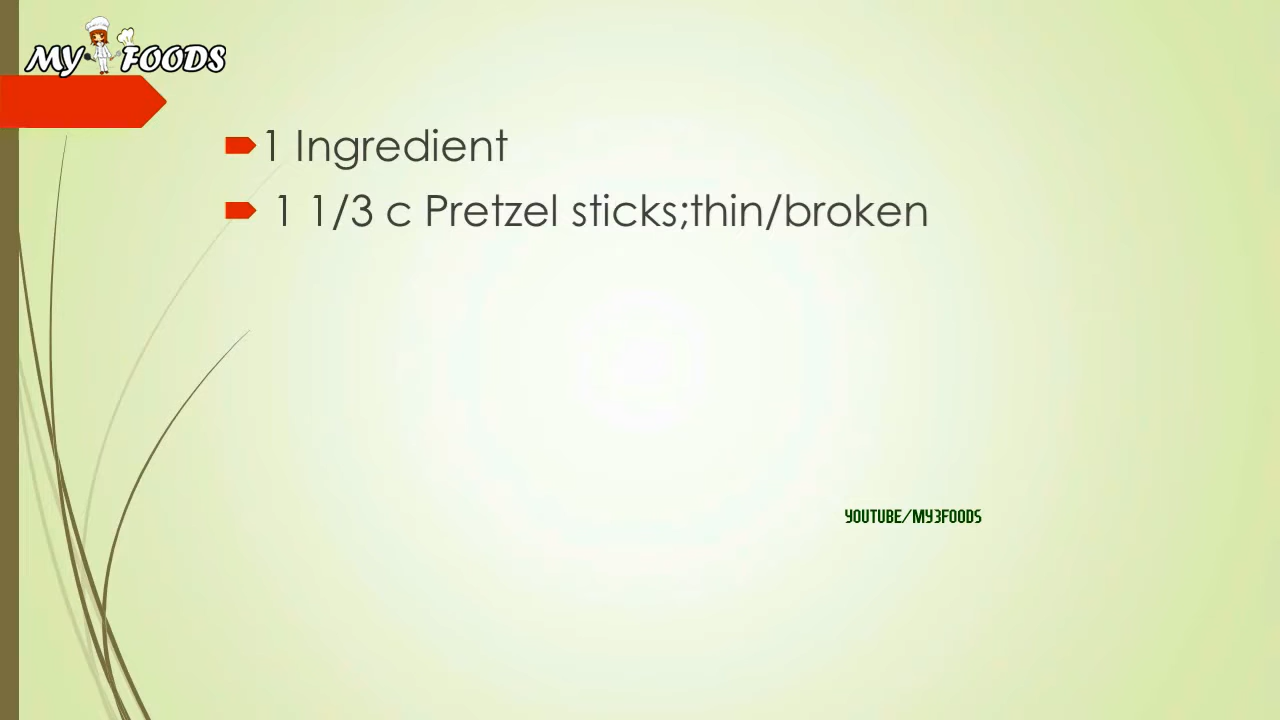 MY FOODS
1 Ingredient
1 1/3 c Pretzel sticks;thin/broken
YOUTUBE/MY3FOODS